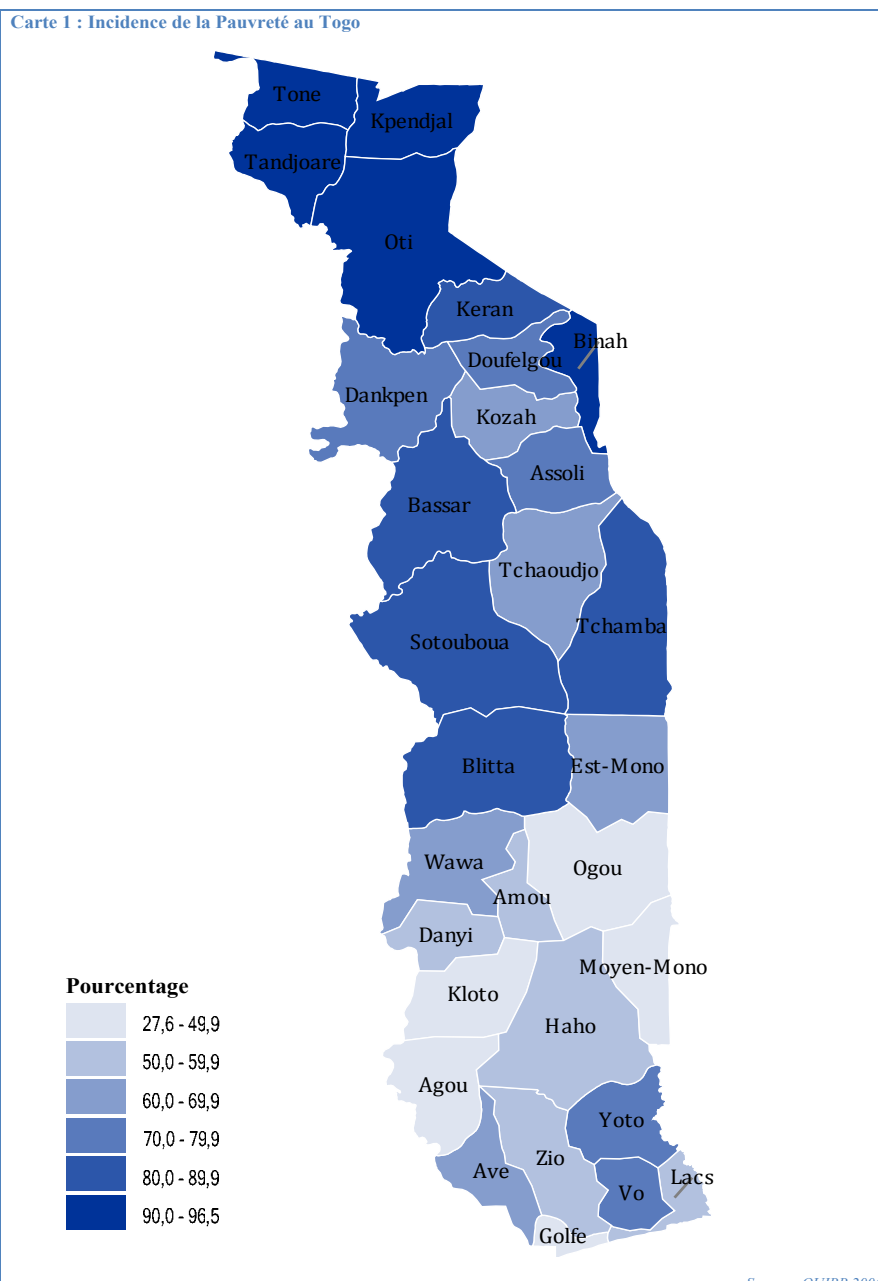 Carte 1 : Incidence de la Pauvreté au Togo
Tone
Kpendjal
Tandjoare
Oti
Keran
Binah
Doufelgou
Dankpen
Kozah
Assoli
Bassar
Tchaoudjo
Tchamba
Sotouboua
Blitta
Est-Mono
Wawa
Ogou
Amou
Danyi
Moyen-Mono
Kloto
Haho
Agou
Yoto
Zio
Ave
Lacs
Vo
Golfe
Pourcentage
27,6 - 49,9
50,0 - 59,9
60,0 - 69,9
70,0 - 79,9
80,0 - 89,9
90,0 - 96,5